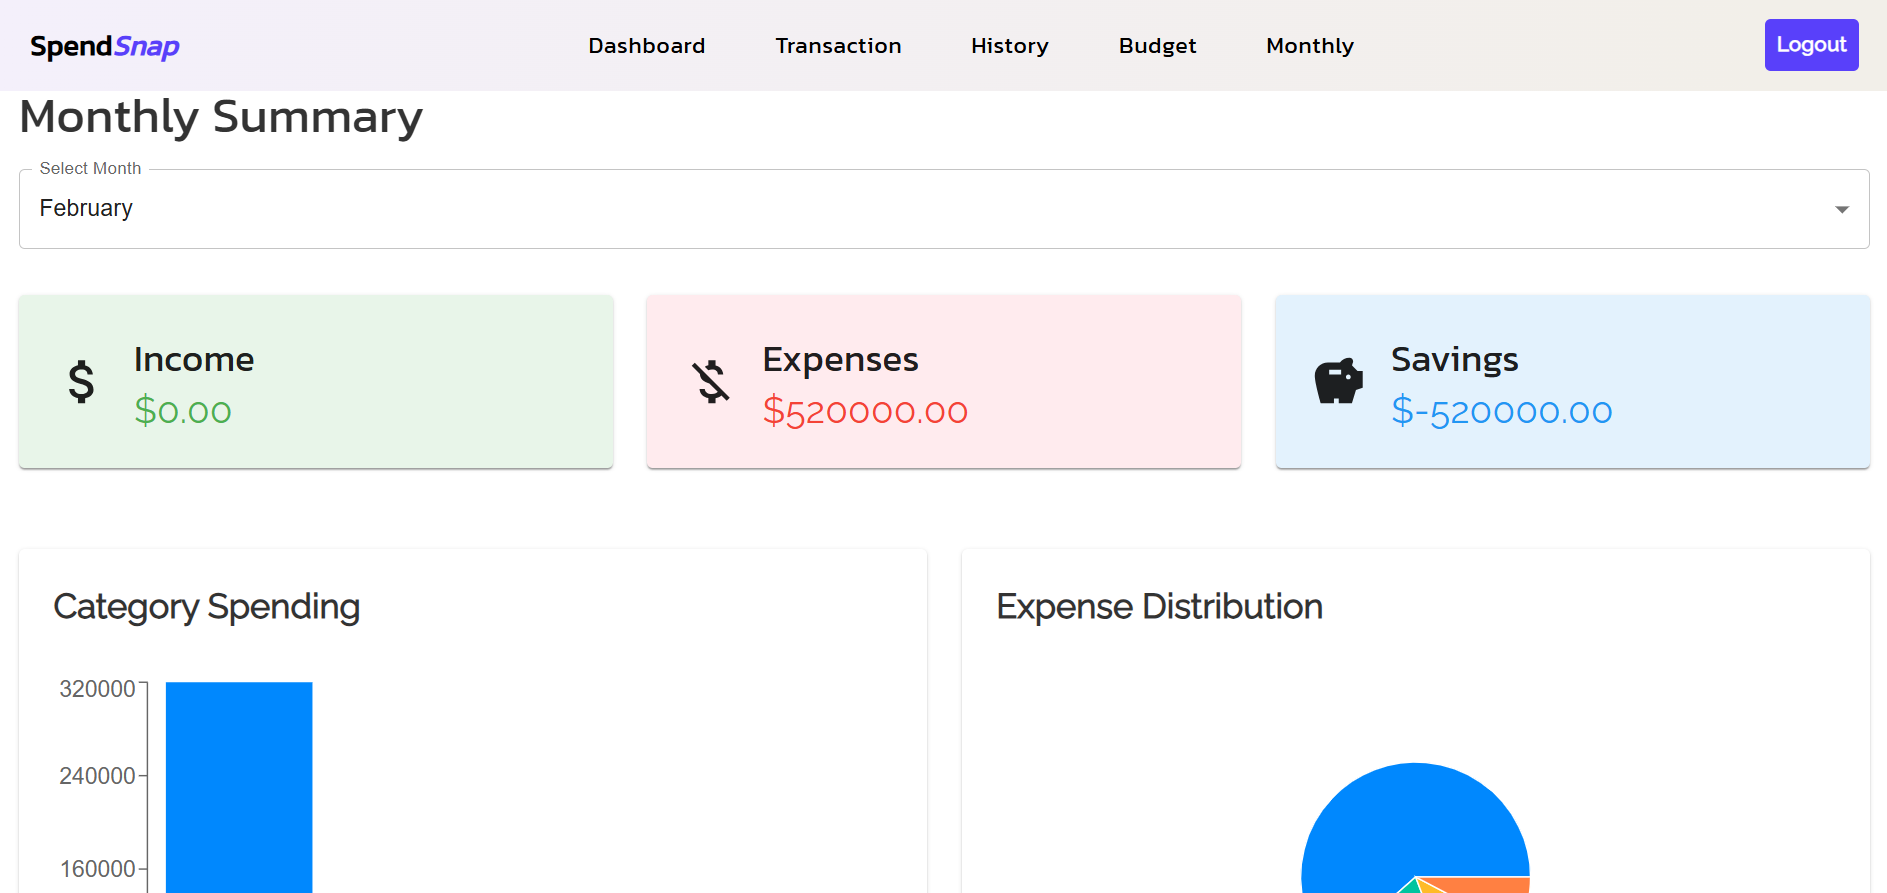 SpendSnap
Dashboard
Transaction
History
Budget
Monthly
Logout
Monthly Summary
Select Month
February
Income
$0.00
Expenses
$520000.00
Savings
$-520000.00
Category Spending
320000
240000
160000
Expense Distribution